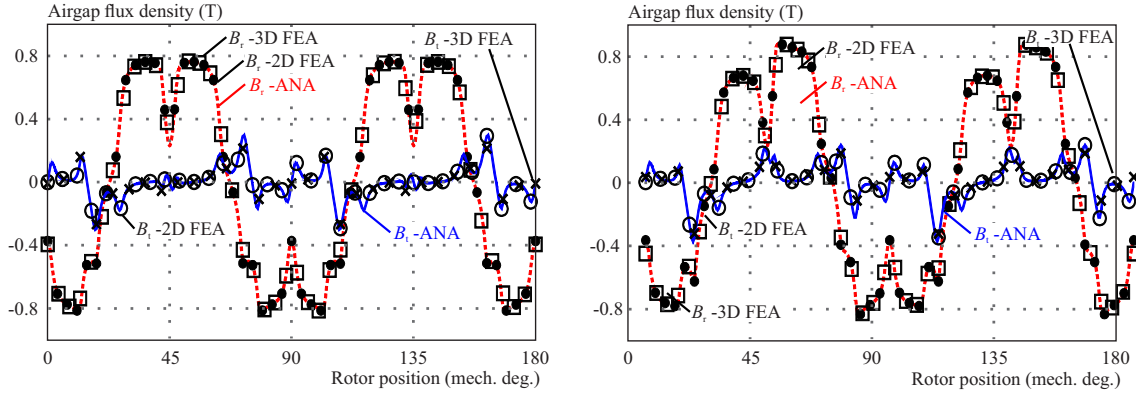 Airgap flux density (T)
0.8
0.4
0
-0.4
-0.8
0
45
90
135
180
Rotor position (mech. deg.)
Br -3D FEA
Br -2D FEA
Br -ANA
Bt -3D FEA
Bt -2D FEA
Bt -ANA
Airgap flux density (T)
0.8
0.4
0
-0.4
-0.8
0
45
90
135
180
Rotor position (mech. deg.)
Br -2D FEA
Br -ANA
Bt -3D FEA
Bt -2D FEA
Bt -ANA
Br -3D FEA